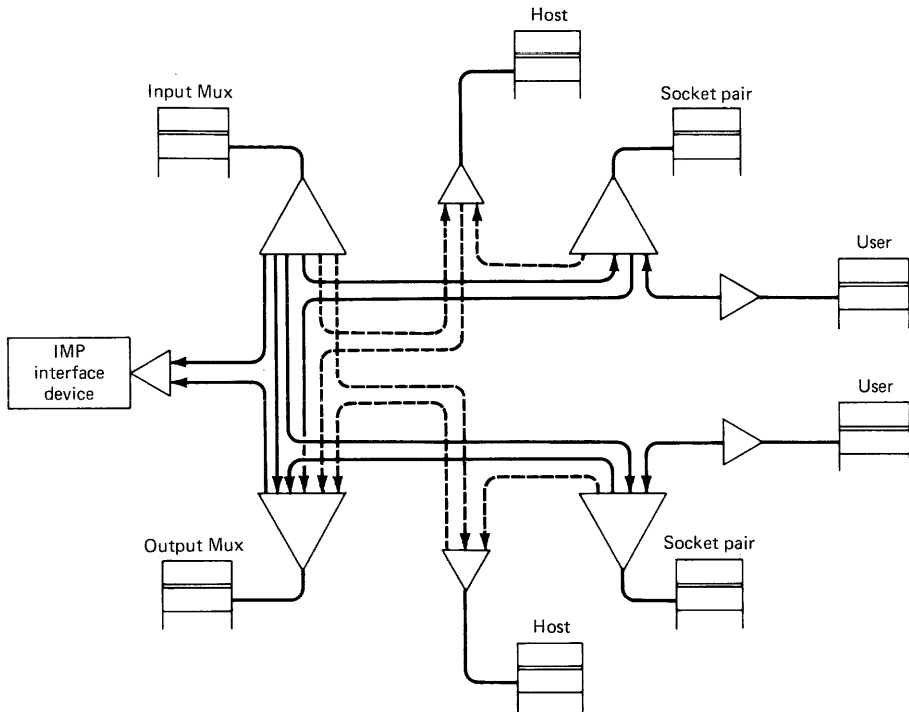 Host
Input Mux
Socket pair
User
IMP
interface
device
User
Output Mux
Socket pair
Host